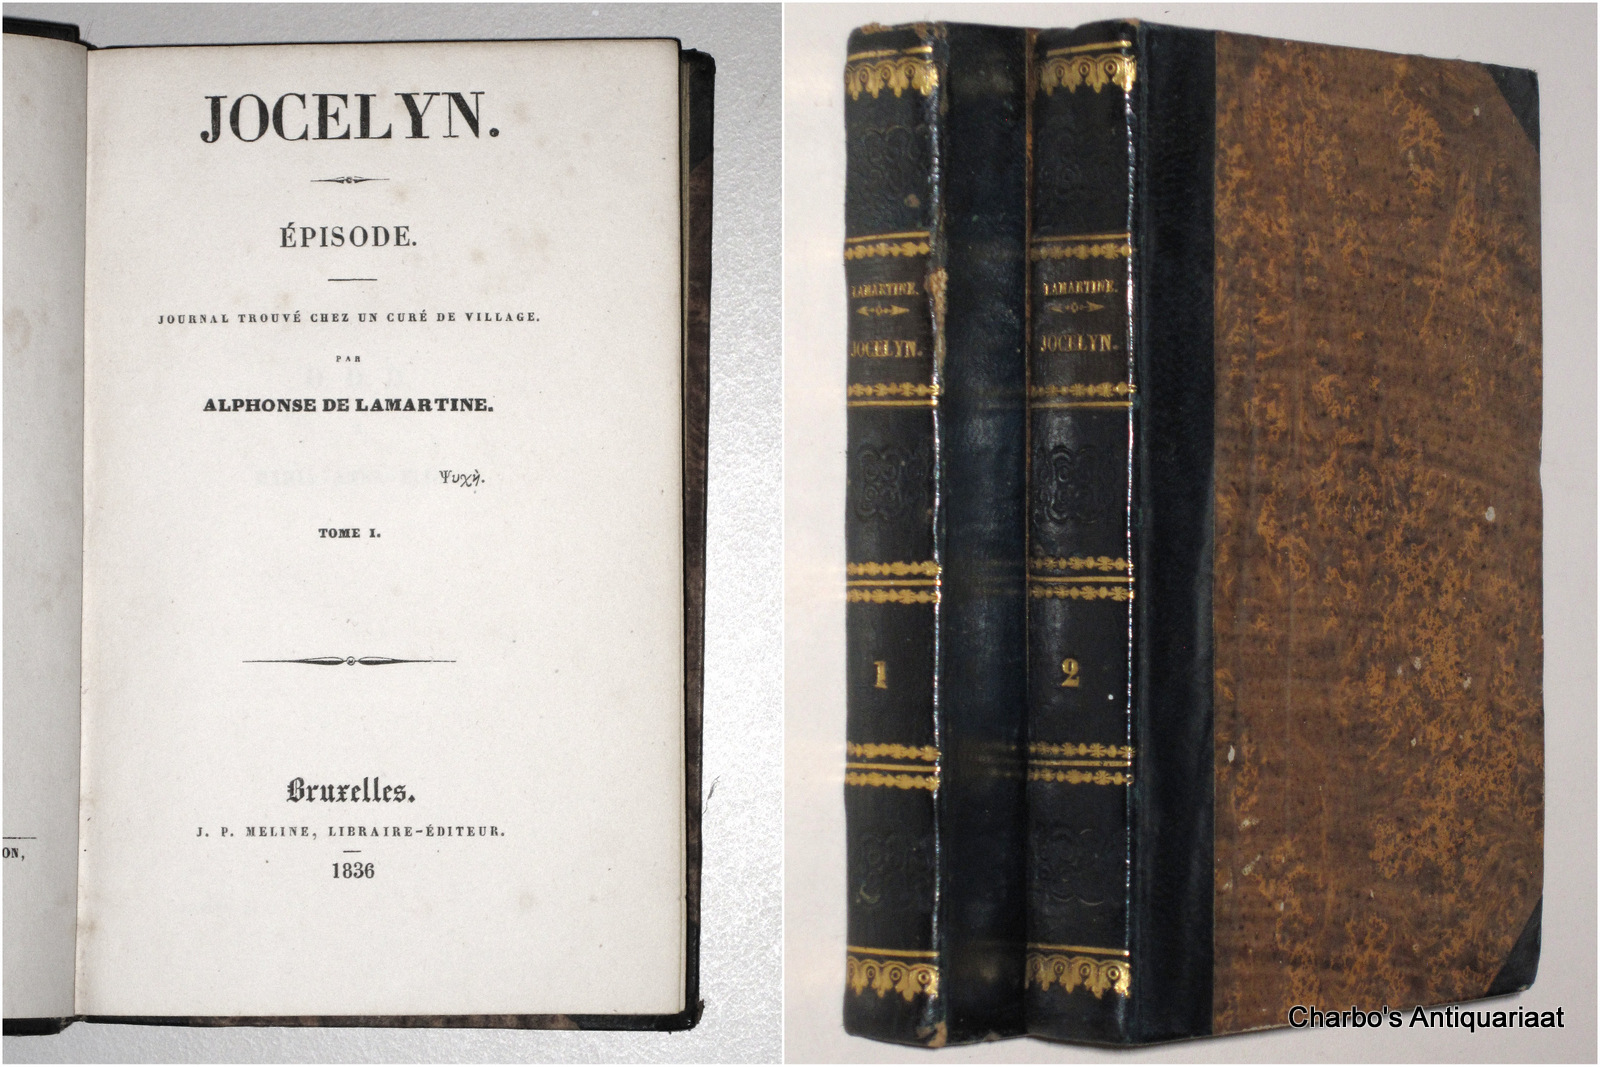 JOCELYN.
ÉPISODE.
JOURNAL TROUVÉ CHEZ UN CURÉ DE VILLAGE.
PAR
ALPHONSE DE LAMARTINE.
Ψυχὴ.
TOME I.
Bruxelles.
J. P. MELINE, LIBRAIRE-ÉDITEUR.
1836
ON,
LAMARTINE.
JOCELYN.
1
LAMARTINE.
JOCELYN.
2
Charbo's Antiquariaat